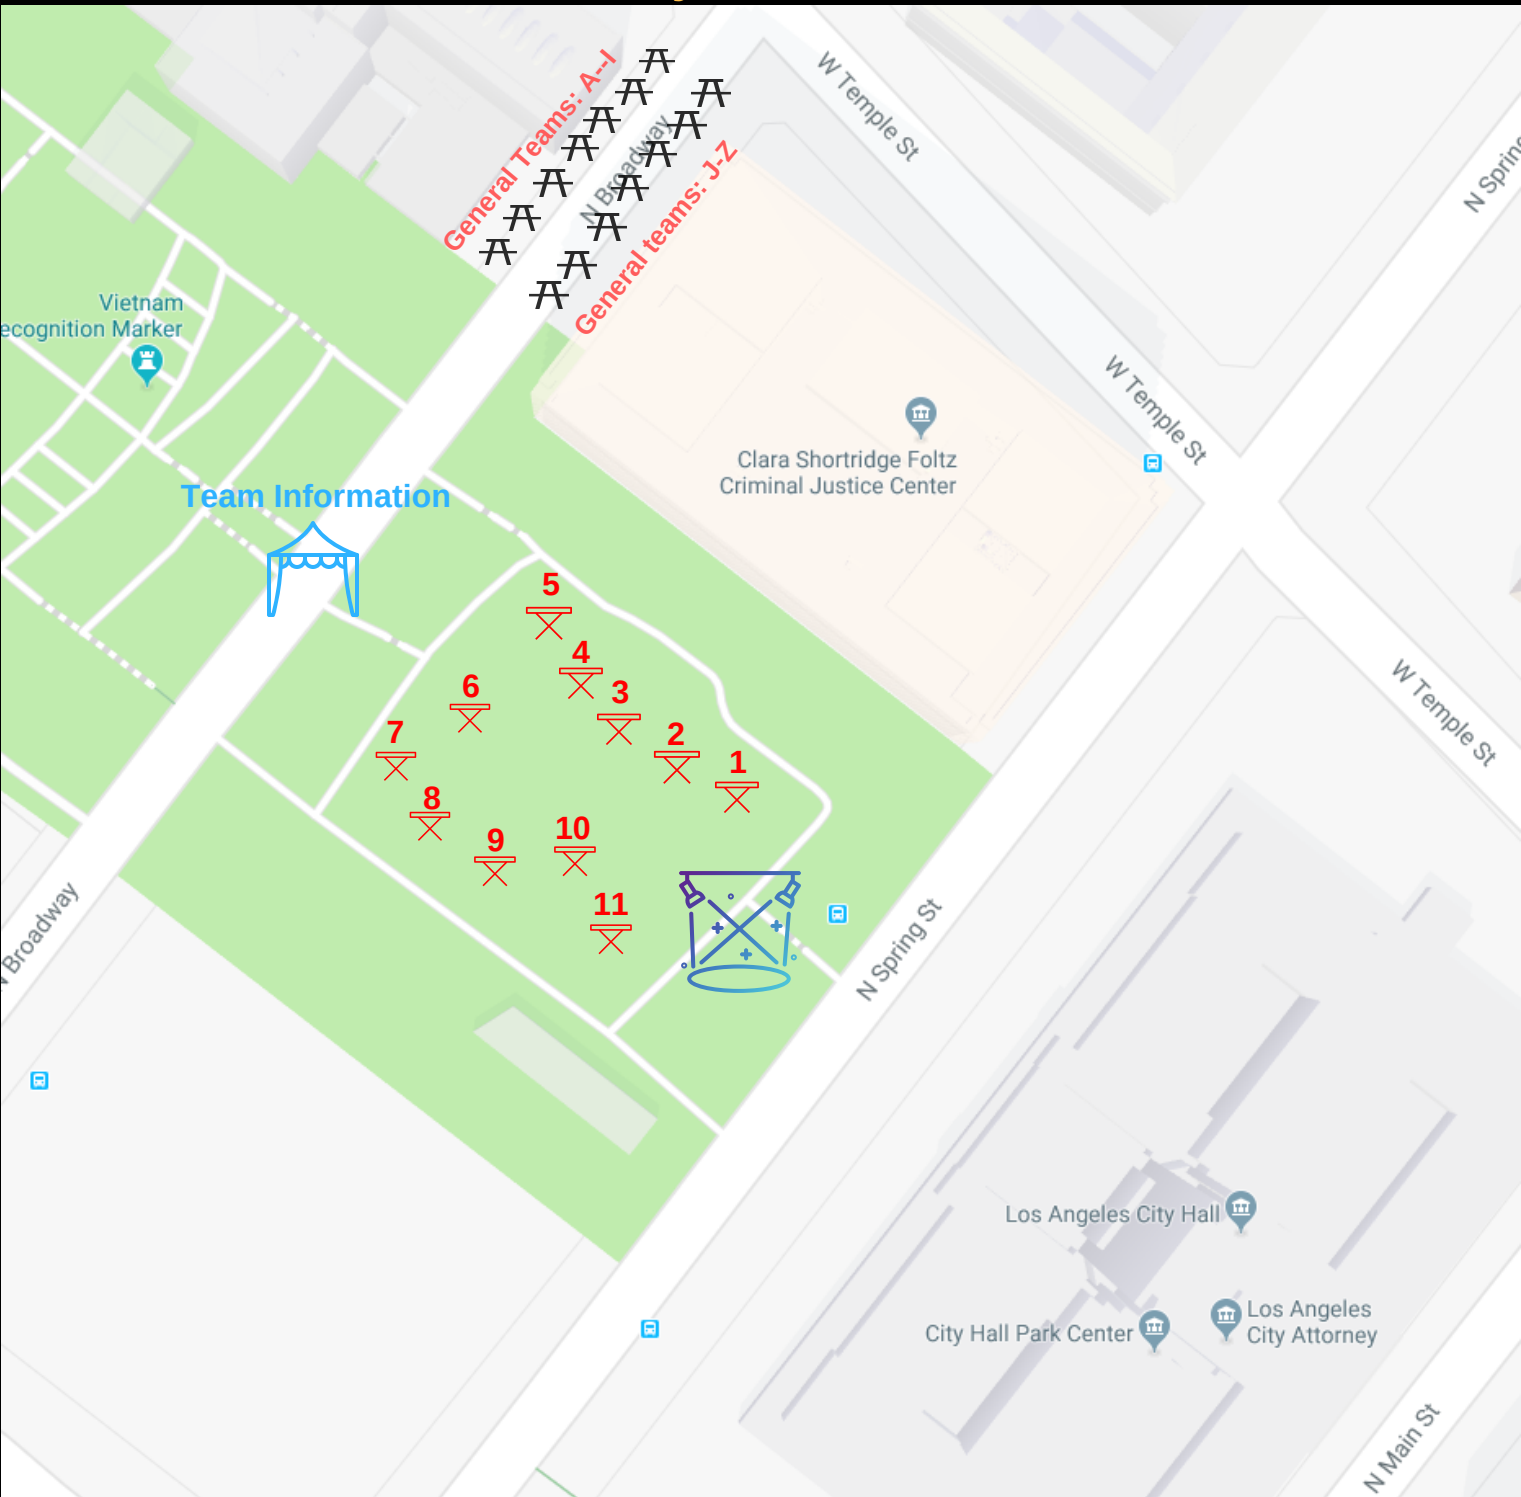 General Teams: A--I
W Temple St
N Broadway
General teams: J-Z
N Spring
Vietnam
ecognition Marker
W Temple St
Clara Shortridge Foltz
Criminal Justice Center
Team Information
5
4
3
6
2
7
1
8
10
9
11
W Temple St
N Broadway
N Spring St
Los Angeles City Hall
Los Angeles
City Attorney
City Hall Park Center
N Main St